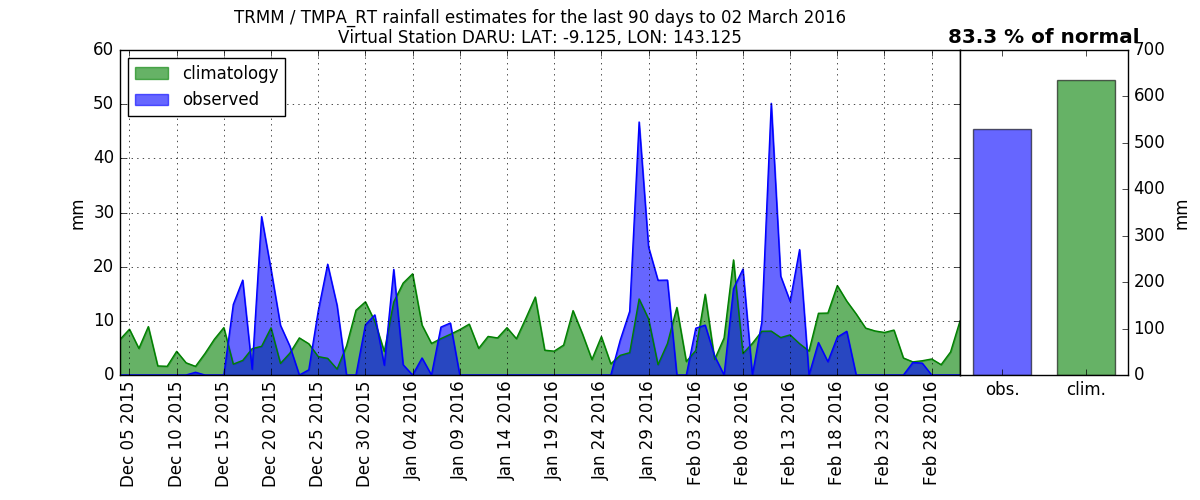 TRMM / TMPA_RT rainfall estimates for the last 90 days to 02 March 2016
Virtual Station DARU: LAT: -9.125, LON: 143.125
83.3 % of normal
climatology
observed
60
50
40
30
20
10
0
mm
700
600
500
400
300
200
100
0
mm
Dec 05 2015
Dec 10 2015
Dec 15 2015
Dec 20 2015
Dec 25 2015
Dec 30 2015
Jan 04 2016
Jan 09 2016
Jan 14 2016
Jan 19 2016
Jan 24 2016
Jan 29 2016
Feb 03 2016
Feb 08 2016
Feb 13 2016
Feb 18 2016
Feb 23 2016
Feb 28 2016
obs.
clim.